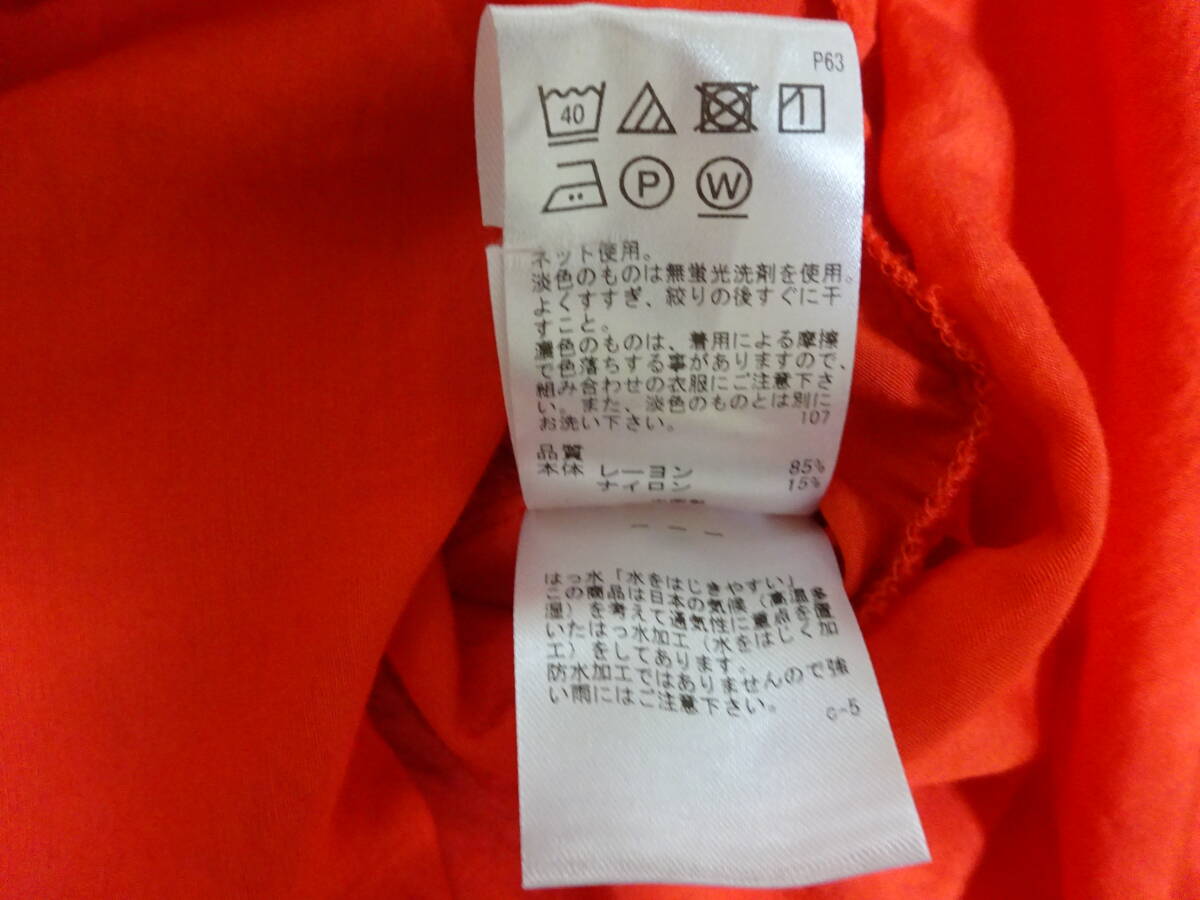 P63
40
P W
ネット使用。
淡色のものは無蛍光洗剤を使用。
よくすすぎ、絞りの後すぐに干
すこと。
濃色のものは、着用による摩擦
で色落ちする事がありますので、
組み合わせの衣服にご注意下さ
い。また、淡色のものとは別に
お洗い下さい。 107
品質
本体 レーヨン 85%
ナイロン 15%
はっ水「水をはじきやすい」
この商品は日本の気候（高温多
湿）を考えて通気性に重点を置
いたはっ水加工（水をはじく加
工）をしてあります。
防水加工ではありませんので強
い雨にはご注意下さい。 G-5